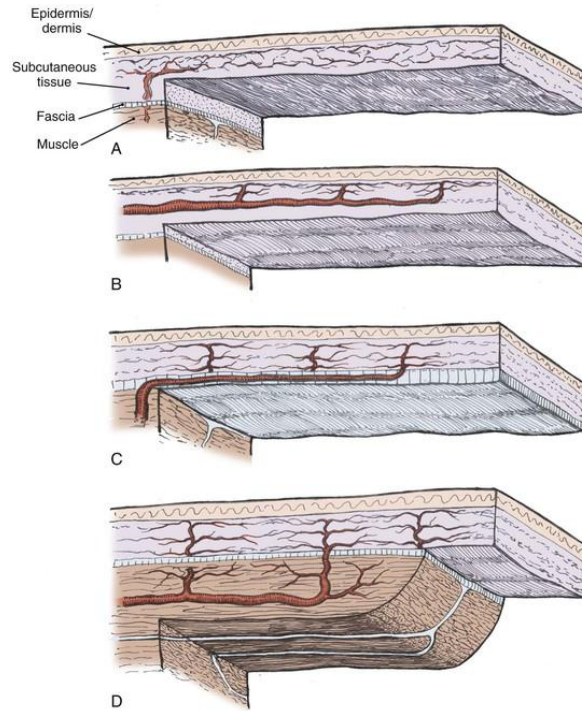 Epidermis/
dermis
Subcutaneous
tissue
Fascia
Muscle
A
B
C
D